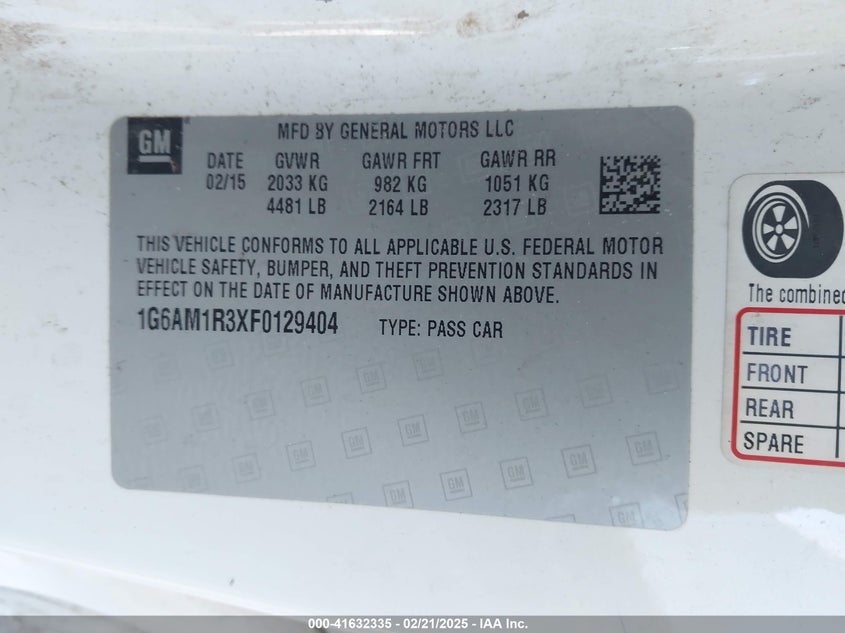 GM
MFD BY GENERAL MOTORS LLC
DATE GVWR GAWR FRT GAWR RR
02/15 2033 KG 982 KG 1051 KG
4481 LB 2164 LB 2317 LB
THIS VEHICLE CONFORMS TO ALL APPLICABLE U.S. FEDERAL MOTOR
VEHICLE SAFETY, BUMPER, AND THEFT PREVENTION STANDARDS IN
EFFECT ON THE DATE OF MANUFACTURE SHOWN ABOVE.
1G6AM1R3XF0129404 TYPE: PASS CAR
The combined
TIRE
FRONT
REAR
SPARE
000-41632335 - 02/21/2025 - IAA Inc.